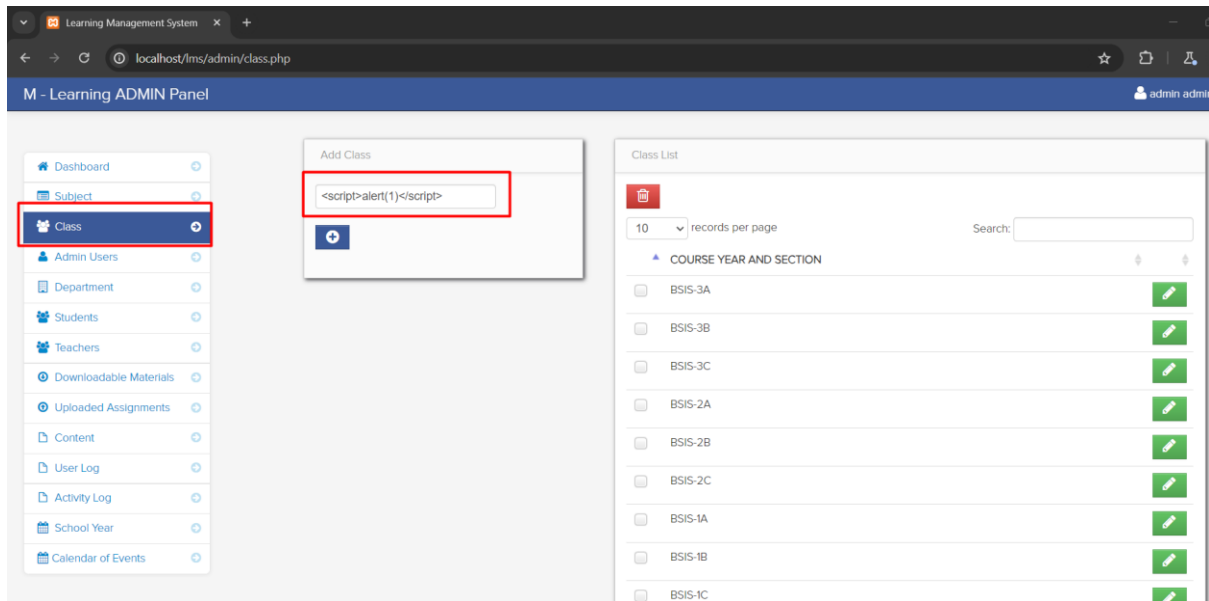 Learning Management System
localhost/lms/admin/class.php
M - Learning ADMIN Panel
admin admin
Dashboard
Subject
Class
Admin Users
Department
Students
Teachers
Downloadable Materials
Uploaded Assignments
Content
User Log
Activity Log
School Year
Calendar of Events
Add Class
<script>alert(1)</script>
Class List
10 records per page
Search:
COURSE YEAR AND SECTION
BSIS-3A
BSIS-3B
BSIS-3C
BSIS-2A
BSIS-2B
BSIS-2C
BSIS-1A
BSIS-1B
BSIS-1C